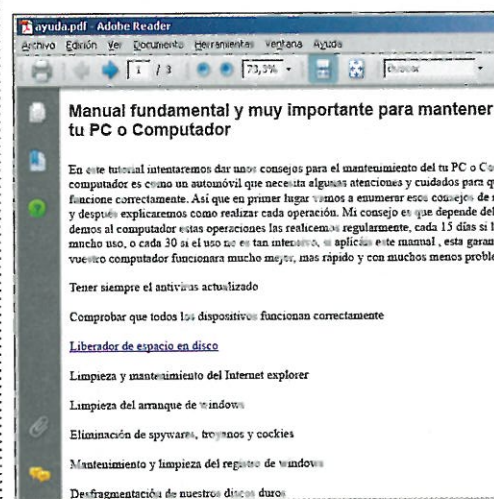 ayuda.pdf - Adobe Reader
Archivo Edición Ver Documento Herramientas Ventana Ayuda
1 / 3 73,3% Buscar
Manual fundamental y muy importante para mantener
tu PC o Computador
En este tutorial intentaremos dar unos consejos para el mantenimiento del tu PC o Co
computador es como un automóvil que necesita algunas atenciones y cuidados para q
funcione correctamente. Así que en primer lugar vamos a enumerar esos consejos de
y después explicaremos como realizar cada operación. Mi consejo es que depende del
demos al computador estas operaciones las realicemos regularmente, cada 15 días si
mucho uso, o cada 30 si el uso no es tan intensivo, si aplicáis este manual , esta garan
vuestro computador funcionara mucho mejor, mas rápido y con muchos menos proble
Tener siempre el antivirus actualizado
Comprobar que todos los dispositivos funcionan correctamente
Liberador de espacio en disco
Limpieza y mantenimiento del Internet explorer
Limpieza del arranque de windows
Eliminación de spywares, troyanos y cockies
Mantenimiento y limpieza del registro de windows
Desfragmentación de nuestros discos duros